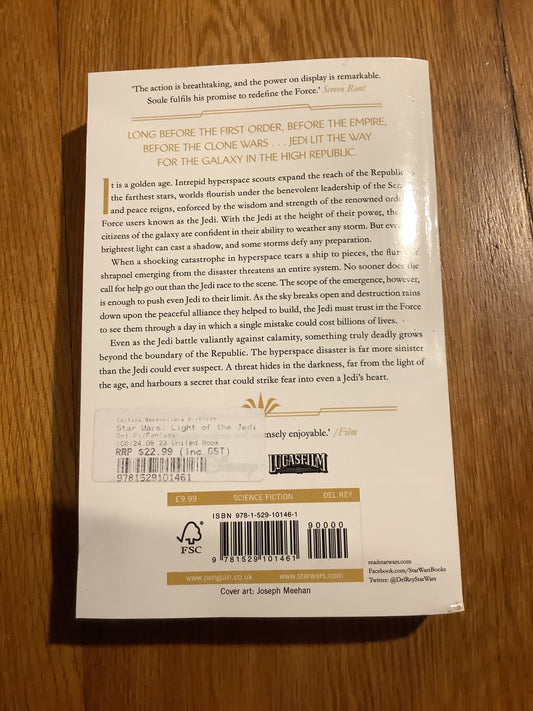 'The action is breathtaking, and the power on display is remarkable.
Soule fulfils his promise to redefine the Force.' Screen Rant
LONG BEFORE THE FIRST ORDER, BEFORE THE EMPIRE,
BEFORE THE CLONE WARS . . . JEDI LIT THE WAY
FOR THE GALAXY IN THE HIGH REPUBLIC.
It is a golden age. Intrepid hyperspace scouts expand the reach of the Republic to
the farthest stars, worlds flourish under the benevolent leadership of the
and peace reigns, enforced by the wisdom and strength of the renowned order
Force users known as the Jedi. With the Jedi at the height of their power, the
citizens of the galaxy are confident in their ability to weather any storm. But
brightest light can cast a shadow, and some storms defy any preparation.
When a shocking catastrophe in hyperspace tears a ship to pieces, the
shrapnel emerging from the disaster threatens an entire system. No sooner does the
call for help go out than the Jedi race to the scene. The scope of the emergence, however,
is enough to push even Jedi to their limit. As the sky breaks open and destruction rains
down upon the peaceful alliance they helped to build, the Jedi must trust in the Force
to see them through a day in which a single mistake could cost billions of lives.
Even as the Jedi battle valiantly against calamity, something truly deadly grows
beyond the boundary of the Republic. The hyperspace disaster is far more sinister
than the Jedi could ever suspect. A threat hides in the darkness, far from the light of
the age, and harbours a secret that could strike fear into even a Jedi's heart.
Star Wars: Light of the Jedi
Sci-Fi/Fantasy
24.05.23 United Book
RRP $22.99 (inc GST)
9781529101461
ensely enjoyable.' /Film
Disney
LUCASFILM
£9.99 SCIENCE FICTION DEL REY
FSC
ISBN 978-1-529-10146-1
90000
9 781529 101461
www.penguin.co.uk www.starwars.com
Cover art: Joseph Meehan
readstarwars.com
Facebook.com/StarWarsBooks
Twitter: @DelReyStarWars